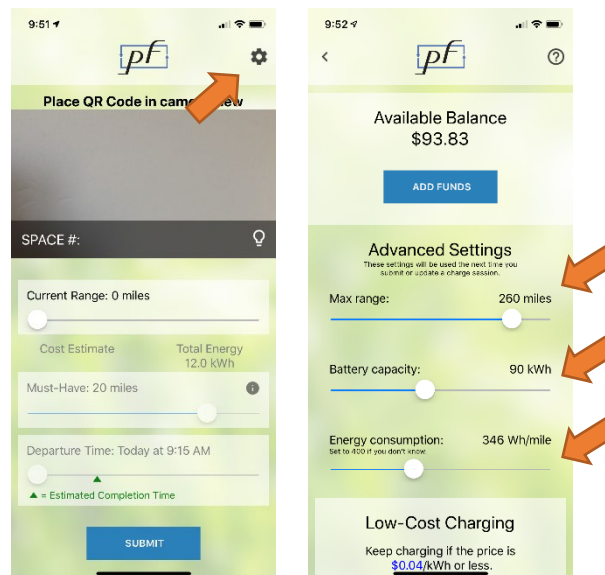 9:51
pf
Place QR Code in camera view
SPACE #:
Current Range: 0 miles
Cost Estimate
Total Energy
12.0 kWh
Must-Have: 20 miles
Departure Time: Today at 9:15 AM
▲ = Estimated Completion Time
SUBMIT
9:52
pf
Available Balance
$93.83
ADD FUNDS
Advanced Settings
These settings will be used the next time you
submit or update a charge session.
Max range: 260 miles
Battery capacity: 90 kWh
Energy consumption: 346 Wh/mile
Set to 400 if you don't know.
Low-Cost Charging
Keep charging if the price is
$0.04/kWh or less.